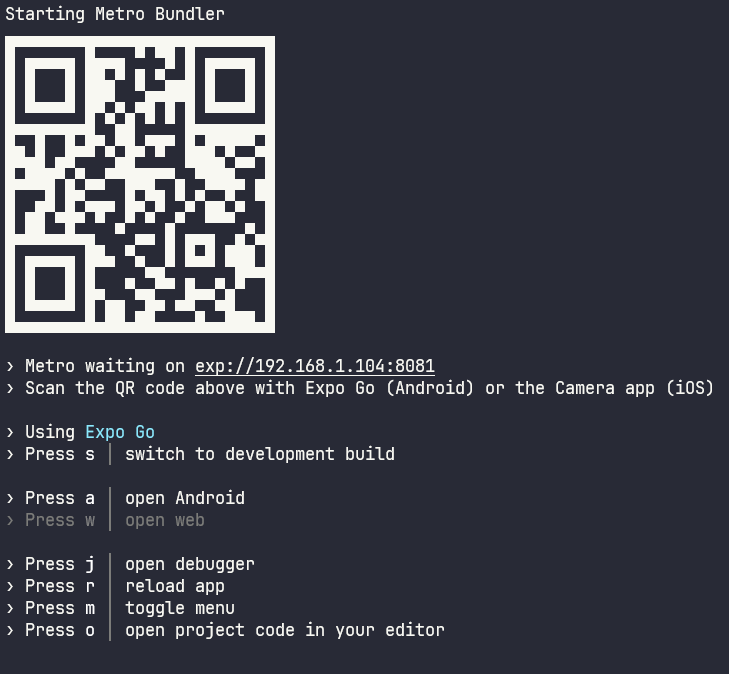 Starting Metro Bundler
› Metro waiting on exp://192.168.1.104:8081
› Scan the QR code above with Expo Go (Android) or the Camera app (iOS)
› Using Expo Go
› Press s │ switch to development build
› Press a │ open Android
› Press w │ open web
› Press j │ open debugger
› Press r │ reload app
› Press m │ toggle menu
› Press o │ open project code in your editor